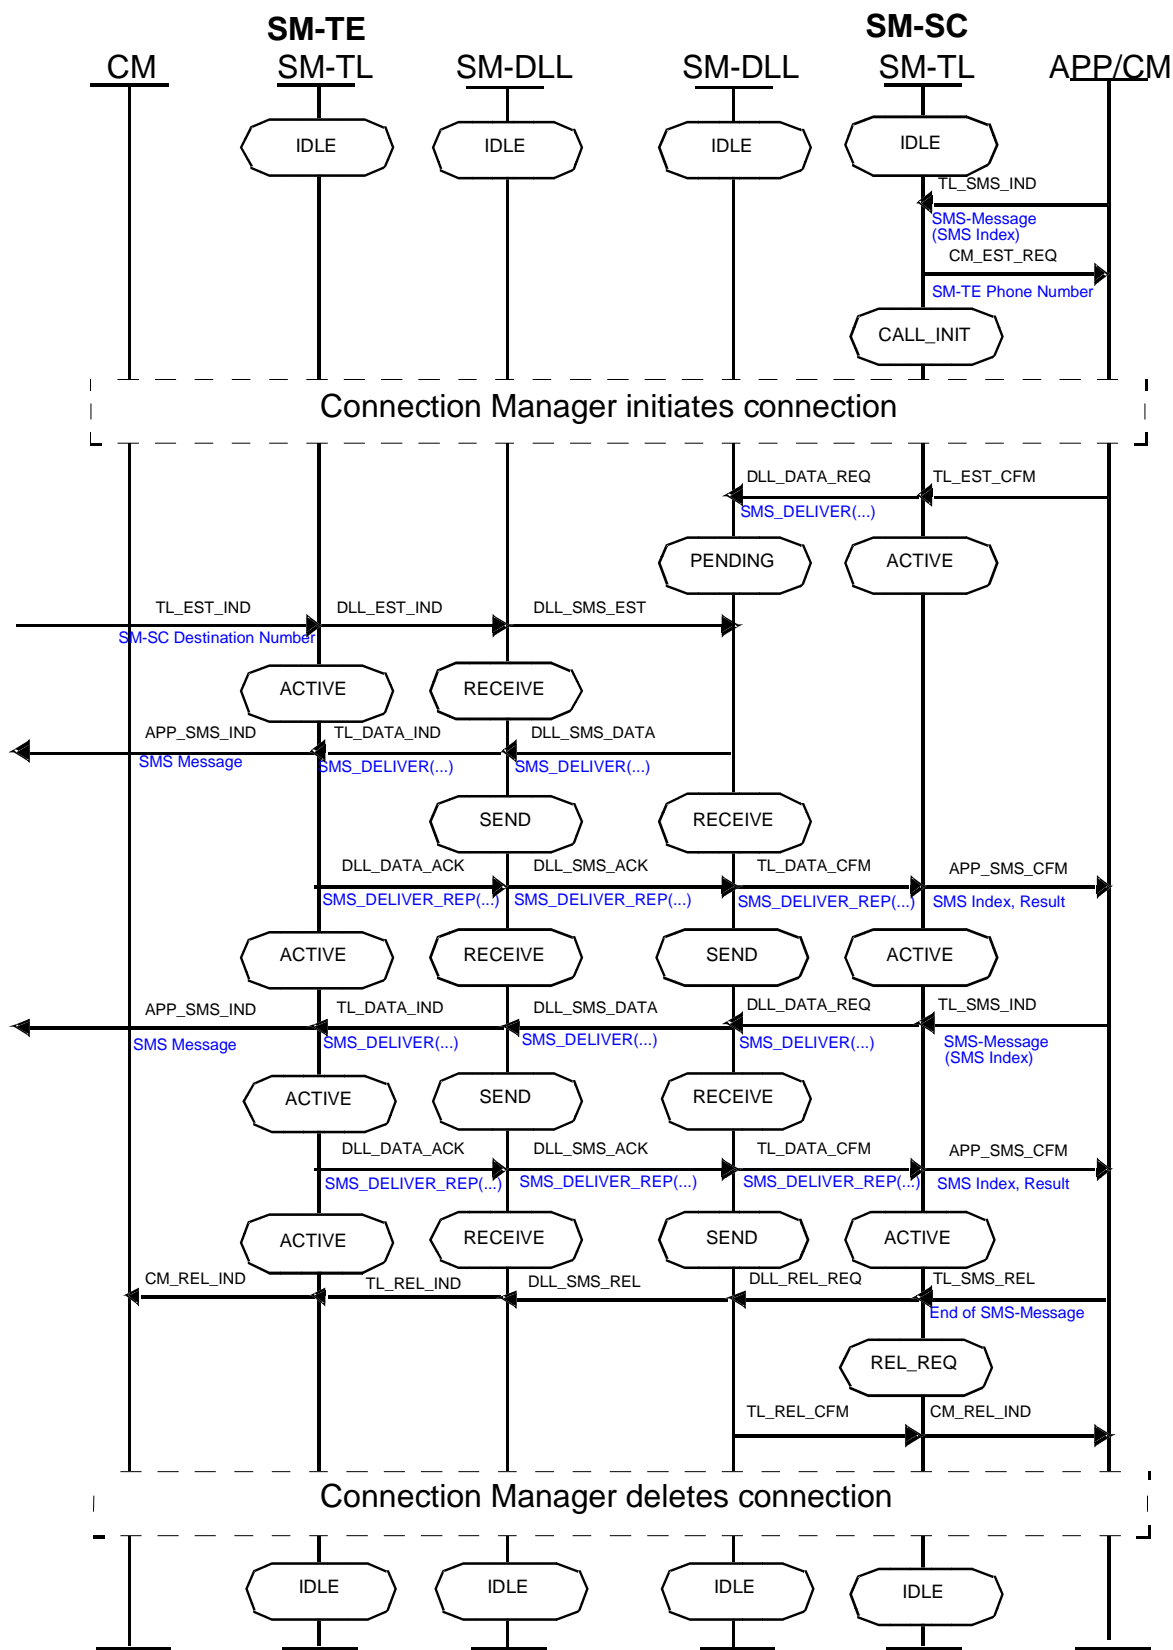 SM-TE SM-SC
CM SM-TL SM-DLL SM-DLL SM-TL APP/CM
IDLE IDLE IDLE IDLE
TL_SMS_IND
SMS-Message
(SMS Index)
CM_EST_REQ
SM-TE Phone Number
CALL_INIT
Connection Manager initiates connection
DLL_DATA_REQ TL_EST_CFM
SMS_DELIVER(...)
PENDING ACTIVE
TL_EST_IND DLL_EST_IND DLL_SMS_EST
SM-SC Destination Number
ACTIVE RECEIVE
APP_SMS_IND TL_DATA_IND DLL_SMS_DATA
SMS Message SMS_DELIVER(...) SMS_DELIVER(...)
SEND RECEIVE
DLL_DATA_ACK DLL_SMS_ACK TL_DATA_CFM APP_SMS_CFM
SMS_DELIVER_REP(...) SMS_DELIVER_REP(...) SMS_DELIVER_REP(...) SMS Index, Result
ACTIVE RECEIVE SEND ACTIVE
APP_SMS_IND TL_DATA_IND DLL_SMS_DATA DLL_DATA_REQ TL_SMS_IND
SMS Message SMS_DELIVER(...) SMS_DELIVER(...) SMS_DELIVER(...) SMS-Message
(SMS Index)
ACTIVE SEND RECEIVE
DLL_DATA_ACK DLL_SMS_ACK TL_DATA_CFM APP_SMS_CFM
SMS_DELIVER_REP(...) SMS_DELIVER_REP(...) SMS_DELIVER_REP(...) SMS Index, Result
ACTIVE RECEIVE SEND ACTIVE
CM_REL_IND TL_REL_IND DLL_SMS_REL DLL_REL_REQ TL_SMS_REL
End of SMS-Message
REL_REQ
TL_REL_CFM CM_REL_IND
Connection Manager deletes connection
IDLE IDLE IDLE IDLE